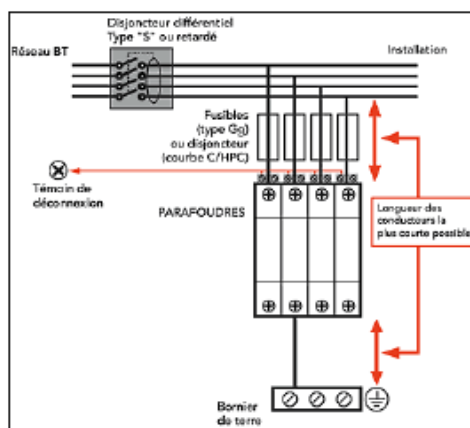 Disjoncteur différentiel
Type "S" ou retardé
Réseau BT
Installation
Fusibles
(type Gg)
ou disjoncteur
(courbe C/HPC)
Témoin de
déconnexion
PARAFOUDRES
Longueur des
conducteurs la
plus courte possible
Bornier
de terre